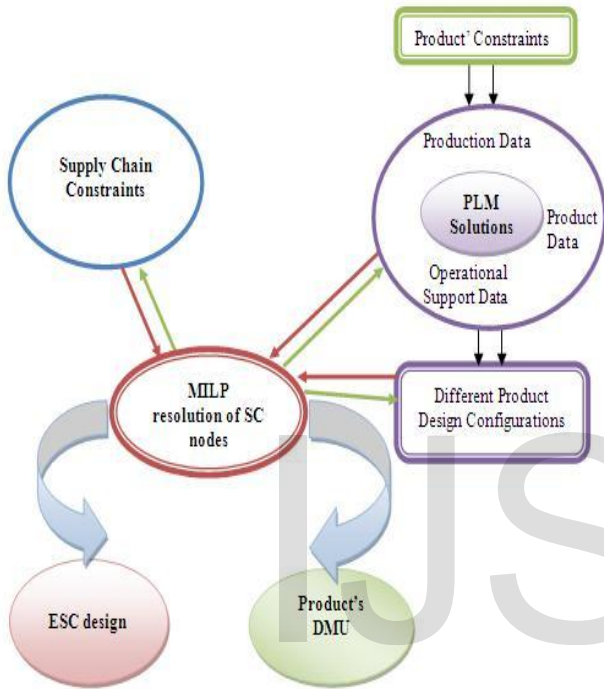 Product' Constraints
Production Data
PLM
Solutions
Product
Data
Operational
Support Data
Supply Chain
Constraints
MILP
resolution of SC
nodes
Different Product
Design Configurations
ESC design
Product's
DMU
IJS